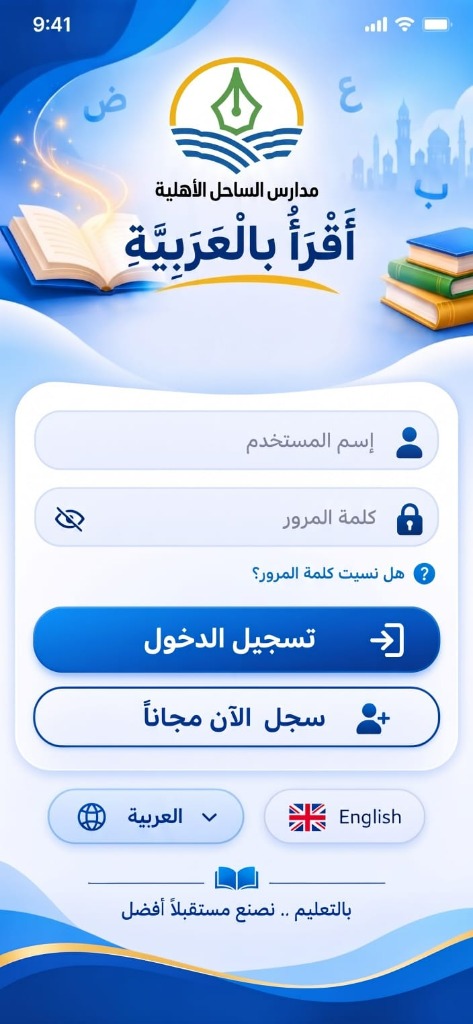 9:41
ض
ع
ب
مدارس الساحل الأهلية
أَقْرَأُ بالْعَرَبِيَّةِ
إسم المستخدم
كلمة المرور
هل نسيت كلمة المرور؟
تسجيل الدخول
سجل الآن مجاناً
العربية
English
بالتعليم .. نصنع مستقبلاً أفضل